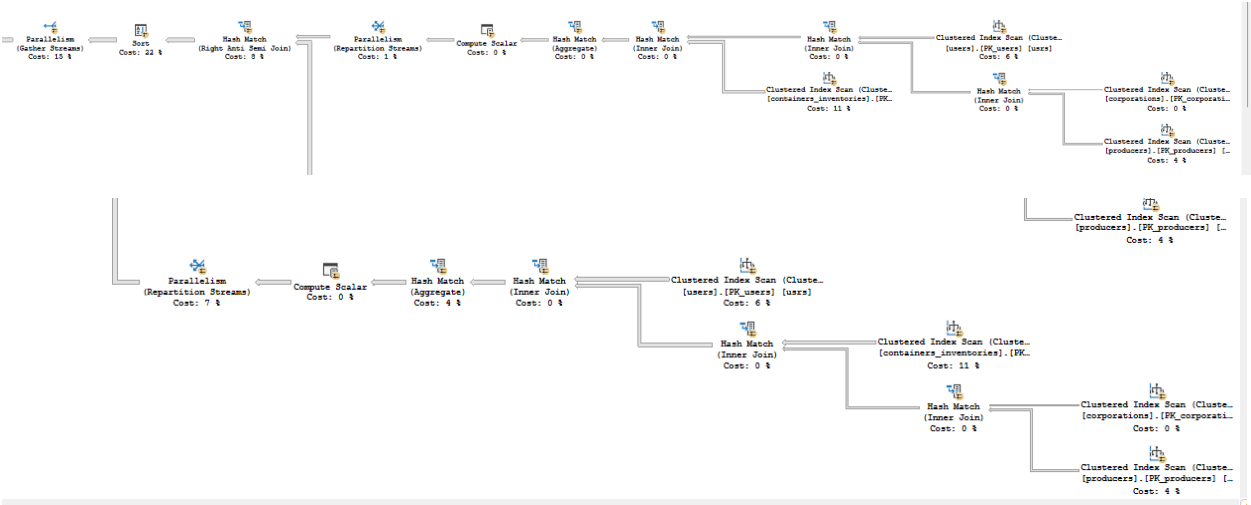 Parallelism
(Gather Streams)
Cost: 15 %
Sort
Cost: 22 %
Hash Match
(Right Anti Semi Join)
Cost: 8 %
Parallelism
(Repartition Streams)
Cost: 1 %
Compute Scalar
Cost: 0 %
Hash Match
(Aggregate)
Cost: 0 %
Hash Match
(Inner Join)
Cost: 0 %
Hash Match
(Inner Join)
Cost: 0 %
Clustered Index Scan (Cluste…
[users].[PK_users] [usrs]
Cost: 6 %
Clustered Index Scan (Cluste…
[containers_inventories].[PK…
Cost: 11 %
Hash Match
(Inner Join)
Cost: 0 %
Clustered Index Scan (Cluste…
[corporations].[PK_corporati…
Cost: 0 %
Clustered Index Scan (Cluste…
[producers].[PK_producers] […
Cost: 4 %
Clustered Index Scan (Cluste…
[producers].[PK_producers] […
Cost: 4 %
Parallelism
(Repartition Streams)
Cost: 7 %
Compute Scalar
Cost: 0 %
Hash Match
(Aggregate)
Cost: 4 %
Hash Match
(Inner Join)
Cost: 0 %
Clustered Index Scan (Cluste…
[users].[PK_users] [usrs]
Cost: 6 %
Hash Match
(Inner Join)
Cost: 0 %
Clustered Index Scan (Cluste…
[containers_inventories].[PK…
Cost: 11 %
Hash Match
(Inner Join)
Cost: 0 %
Clustered Index Scan (Cluste…
[corporations].[PK_corporati…
Cost: 0 %
Clustered Index Scan (Cluste…
[producers].[PK_producers] […
Cost: 4 %